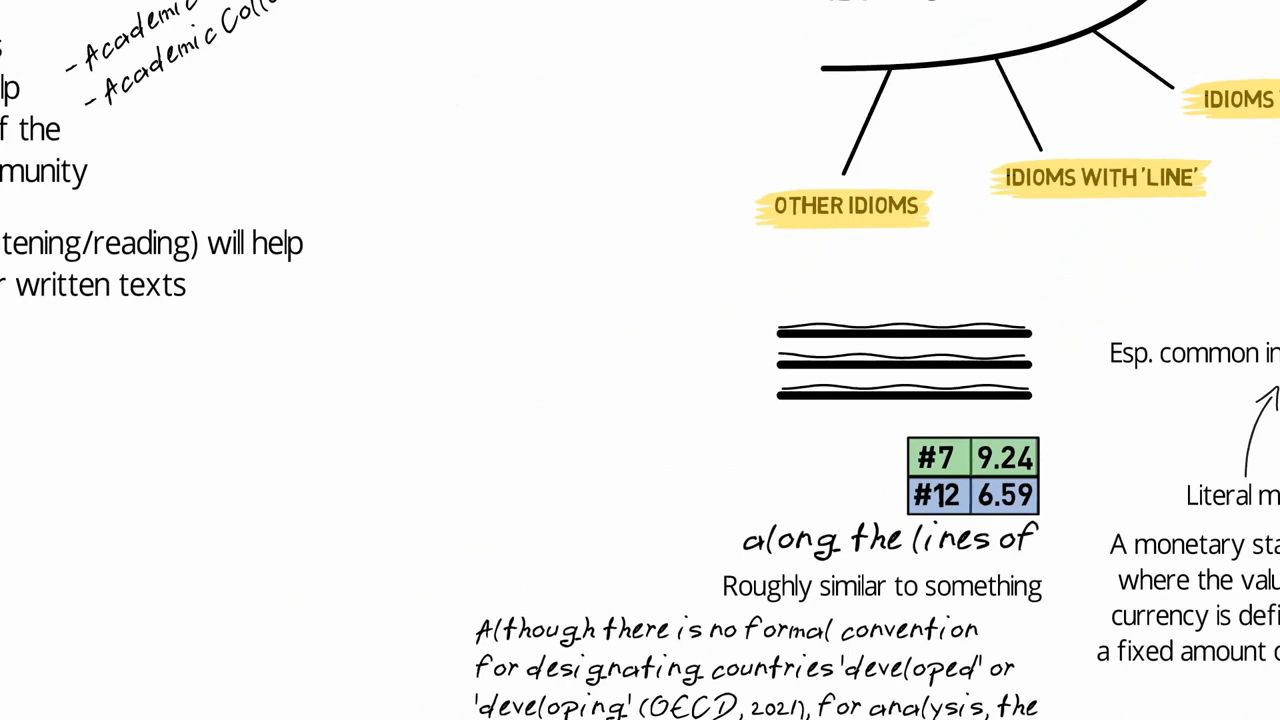 - Academic
- Academic Coll
lp
f the
munity
tening/reading) will help
r written texts
IDIOMS
IDIOMS WITH 'LINE'
OTHER IDIOMS
Esp. common in
#7 9.24
#12 6.59
along the lines of
Roughly similar to something
Although there is no formal convention
for designating countries 'developed' or
'developing' (OECD, 2021), for analysis, the
Literal m
A monetary sta
where the valu
currency is defi
a fixed amount o